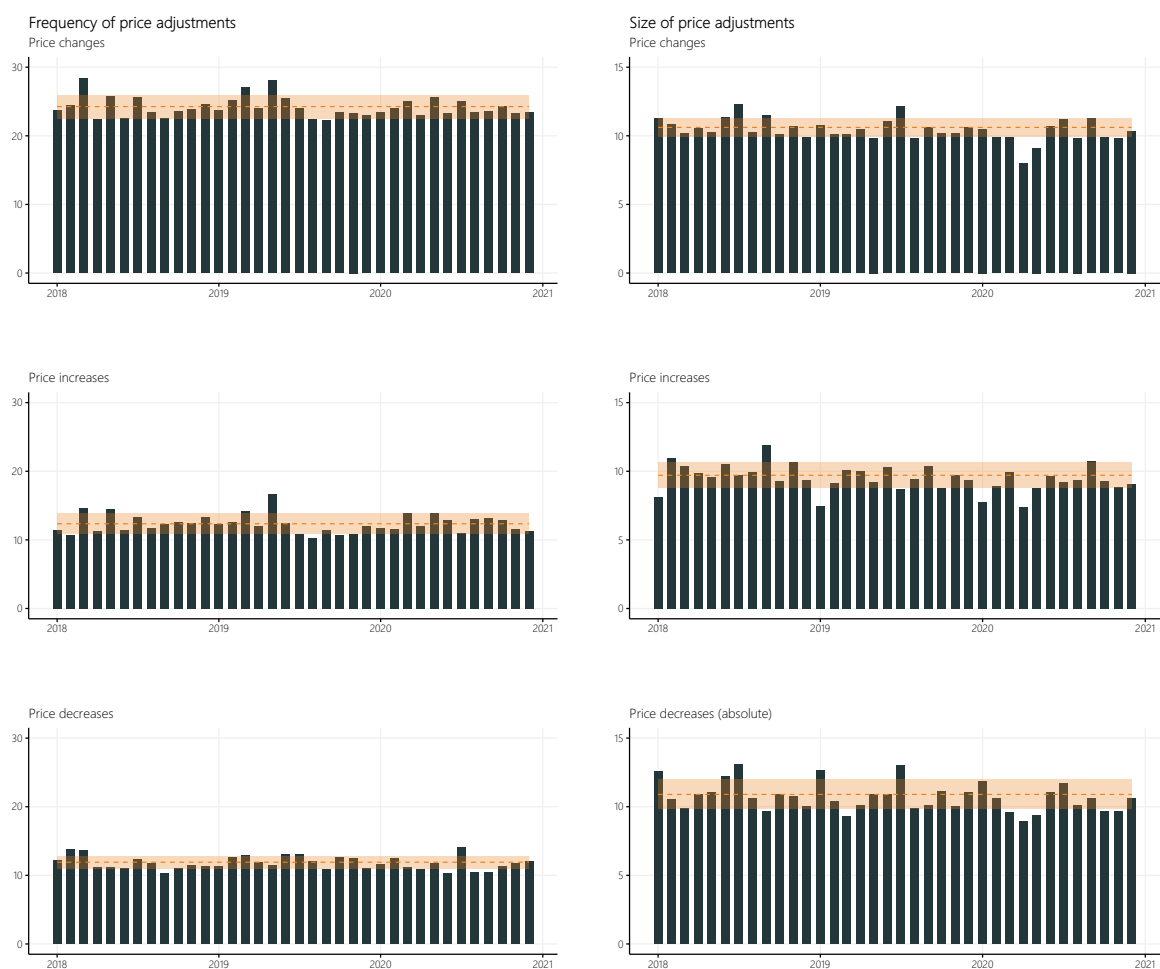 Frequency of price adjustments
Price changes
30
20
10
0
2018 2019 2020 2021
Size of price adjustments
Price changes
15
10
5
0
2018 2019 2020 2021
Price increases
30
20
10
0
2018 2019 2020 2021
Price increases
15
10
5
0
2018 2019 2020 2021
Price decreases
30
20
10
0
2018 2019 2020 2021
Price decreases (absolute)
15
10
5
0
2018 2019 2020 2021